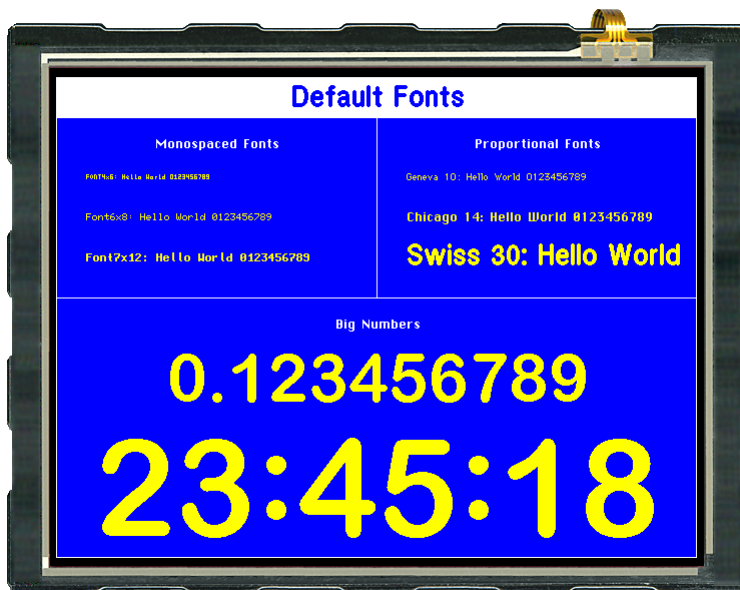 Default Fonts
Monospaced Fonts
FONT4x6: Hello World 0123456789
Font6x8: Hello World 0123456789
Font7x12: Hello World 0123456789
Proportional Fonts
Geneva 10: Hello World 0123456789
Chicago 14: Hello World 0123456789
Swiss 30: Hello World
Big Numbers
0.123456789
23:45:18